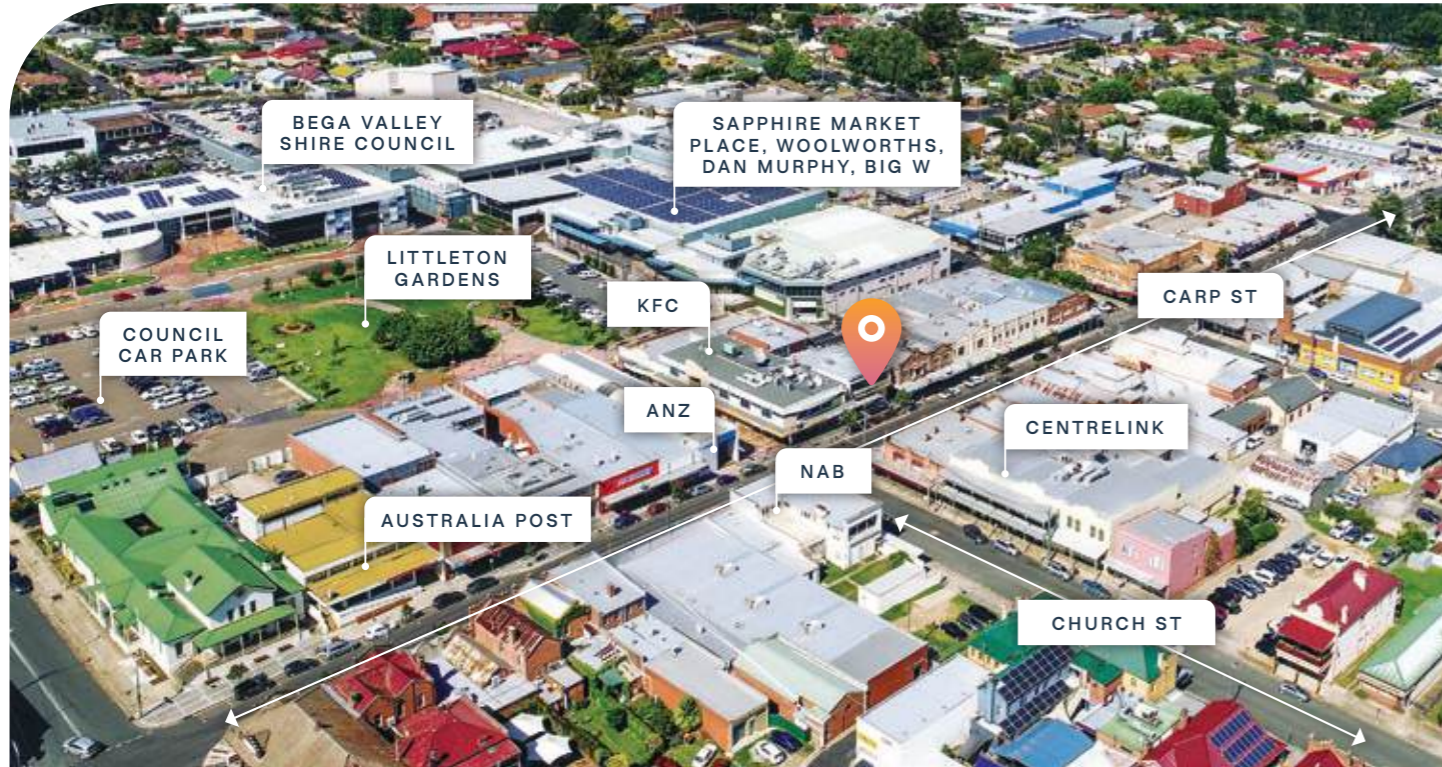 BEGA VALLEY
SHIRE COUNCIL
SAPPHIRE MARKET
PLACE, WOOLWORTHS,
DAN MURPHY, BIG W
LITTLETON
GARDENS
KFC
CARP ST
COUNCIL
CAR PARK
ANZ
CENTRELINK
NAB
AUSTRALIA POST
CHURCH ST